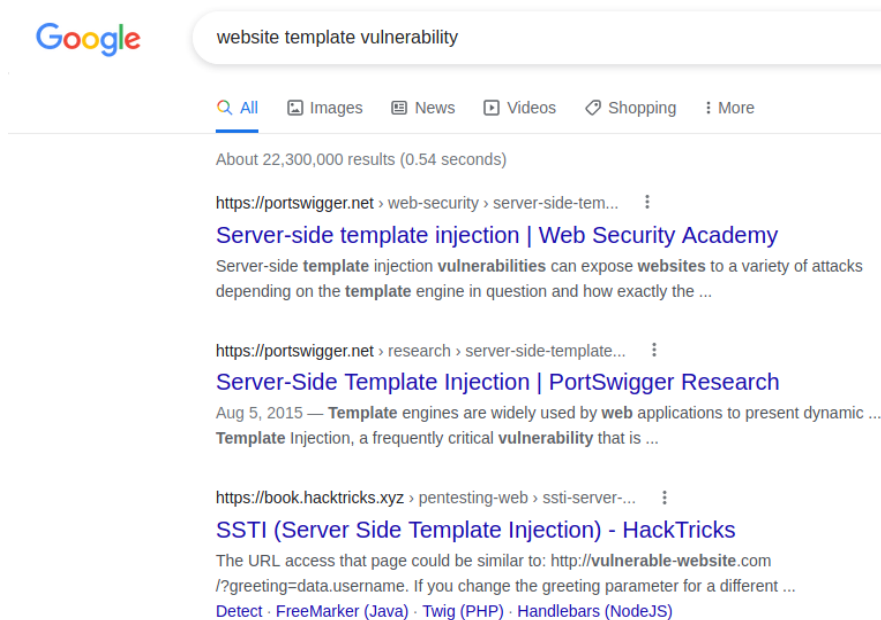 Google
website template vulnerability
All Images News Videos Shopping More
About 22,300,000 results (0.54 seconds)
https://portswigger.net › web-security › server-side-tem...
Server-side template injection | Web Security Academy
Server-side template injection vulnerabilities can expose websites to a variety of attacks
depending on the template engine in question and how exactly the ...
https://portswigger.net › research › server-side-template...
Server-Side Template Injection | PortSwigger Research
Aug 5, 2015 — Template engines are widely used by web applications to present dynamic ...
Template Injection, a frequently critical vulnerability that is ...
https://book.hacktricks.xyz › pentesting-web › ssti-server-...
SSTI (Server Side Template Injection) - HackTricks
The URL access that page could be similar to: http://vulnerable-website.com
/?greeting=data.username. If you change the greeting parameter for a different ...
Detect · FreeMarker (Java) · Twig (PHP) · Handlebars (NodeJS)